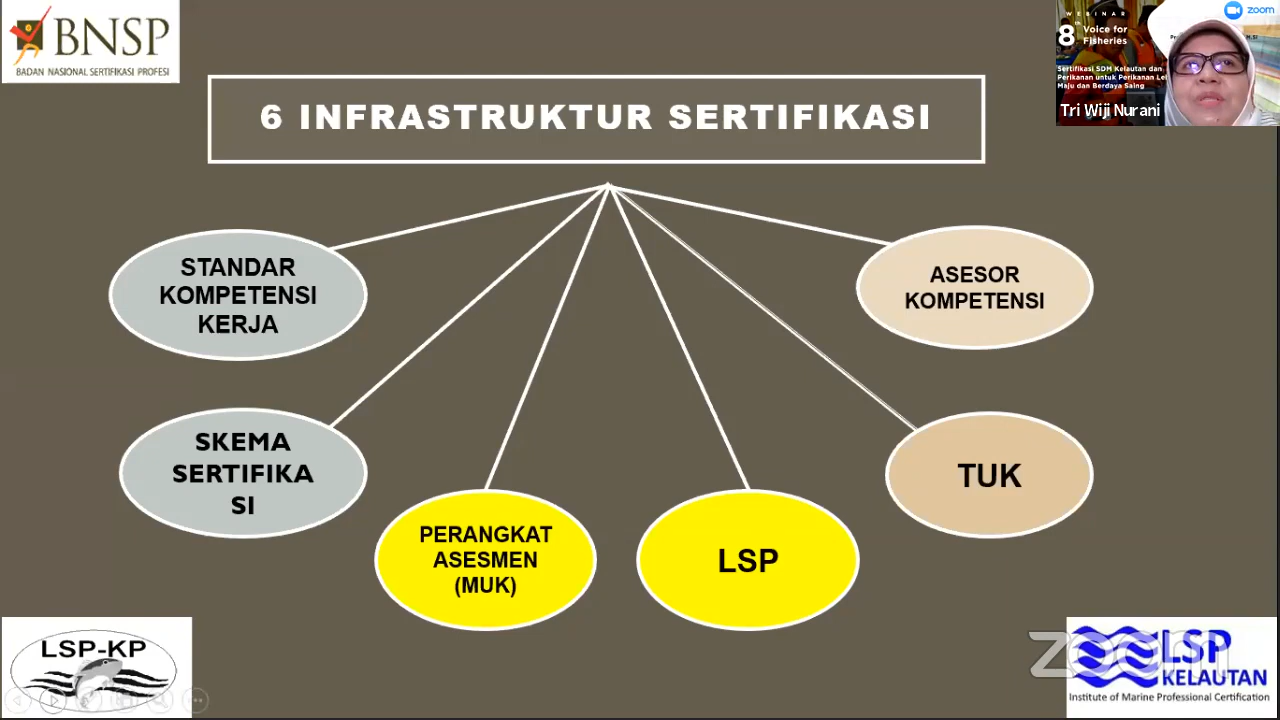 BNSP
BADAN NASIONAL SERTIFIKASI PROFESI
6 INFRASTRUKTUR SERTIFIKASI
zoom
WEBINAR
8
Voice for
Fisheries
Sertifikasi SDM Kelautan dan
Perikanan untuk Perikanan
Maju dan Berdaya Saing
Tri Wiji Nurani
STANDAR
KOMPETENSI
KERJA
ASESOR
KOMPETENSI
SKEMA
SERTIFIKA
SI
PERANGKAT
ASESMEN
(MUK)
LSP
TUK
LSP-KP
zoom
LSP
KELAUTAN
Institute of Marine Professional Certification